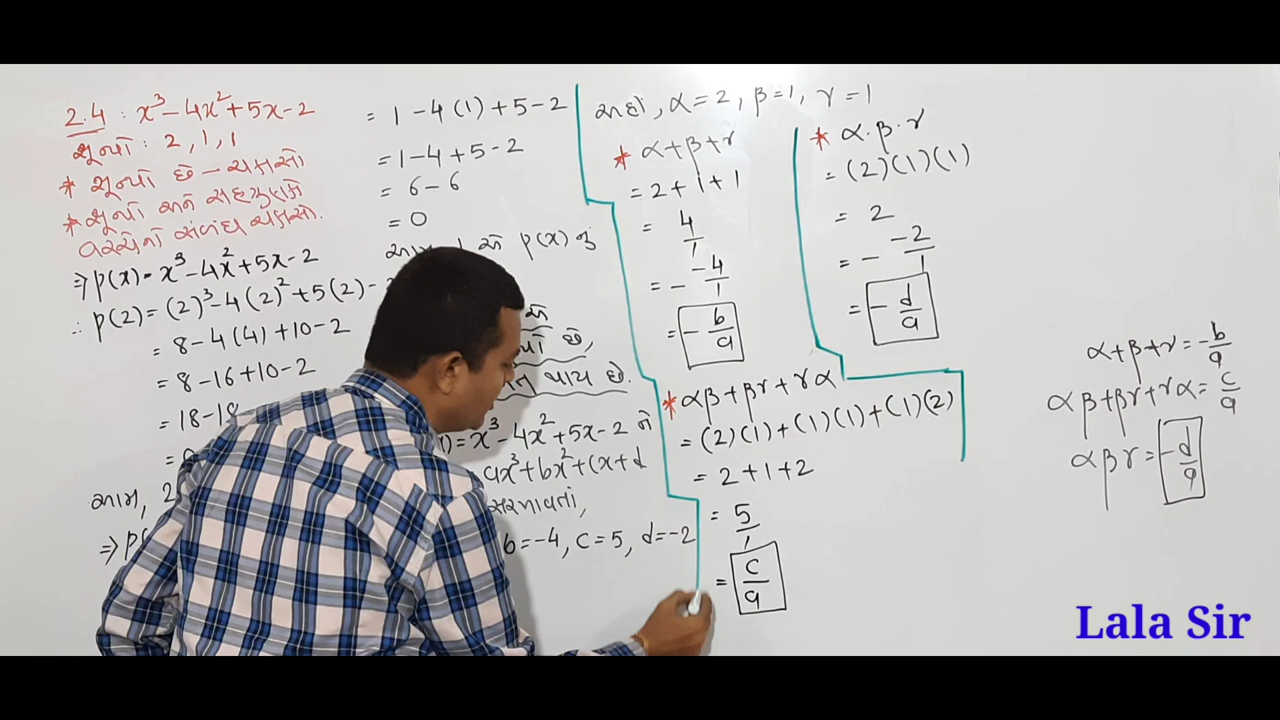 2.4 : x³ - 4x² + 5x - 2
શૂન્યો : 2, 1, 1
* શૂન્યો છે - ચકાસો
* શૂન્યો અને સહગુણકો
વચ્ચેનો સંબંધ ચકાસો.
⇒ p(x) = x³ - 4x² + 5x - 2
∴ p(2) = (2)³ - 4(2)² + 5(2) -
= 8 - 4(4) + 10 - 2
= 8 - 16 + 10 - 2
= 18 - 18
=
આમ, 2
⇒ p(
= 1 - 4(1) + 5 - 2
= 1 - 4 + 5 - 2
= 6 - 6
= 0
એ p(x) નું
છે,
થાય છે.
) = x³ - 4x² + 5x - 2 ને
ax³ + bx² + cx + d
સરખાવતાં,
b = -4, c = 5, d = -2
અહીં, α = 2, β = 1, γ = 1
* α + β + γ
= 2 + 1 + 1
= 4/1
= - -4/1
= - b/a
* α · β · γ
= (2)(1)(1)
= 2
= - -2/1
= - d/a
* αβ + βγ + γα
= (2)(1) + (1)(1) + (1)(2)
= 2 + 1 + 2
= 5/1
= c/a
α + β + γ = - b/a
αβ + βγ + γα = c/a
αβγ = - d/a
Lala Sir